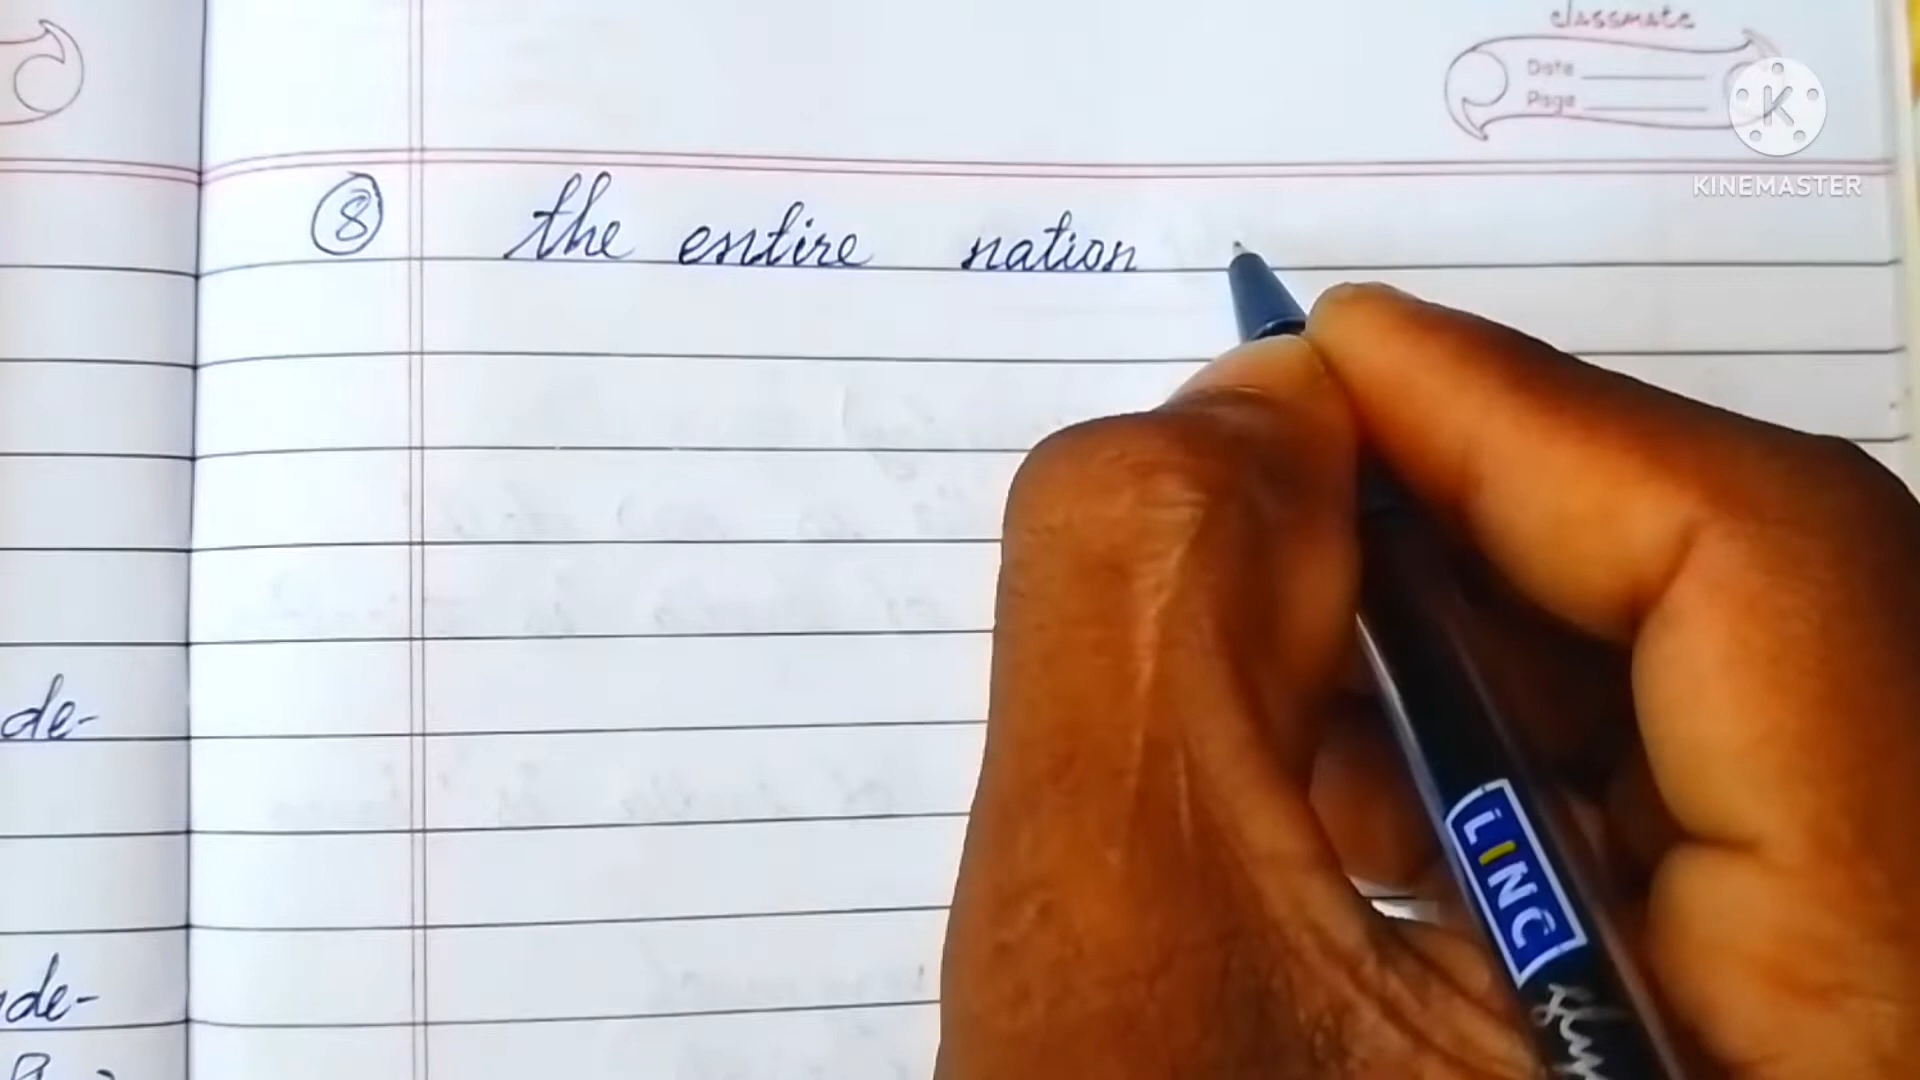 classmate
Date
Page
KINEMASTER
8 the entire nation
de-
de-
LINC